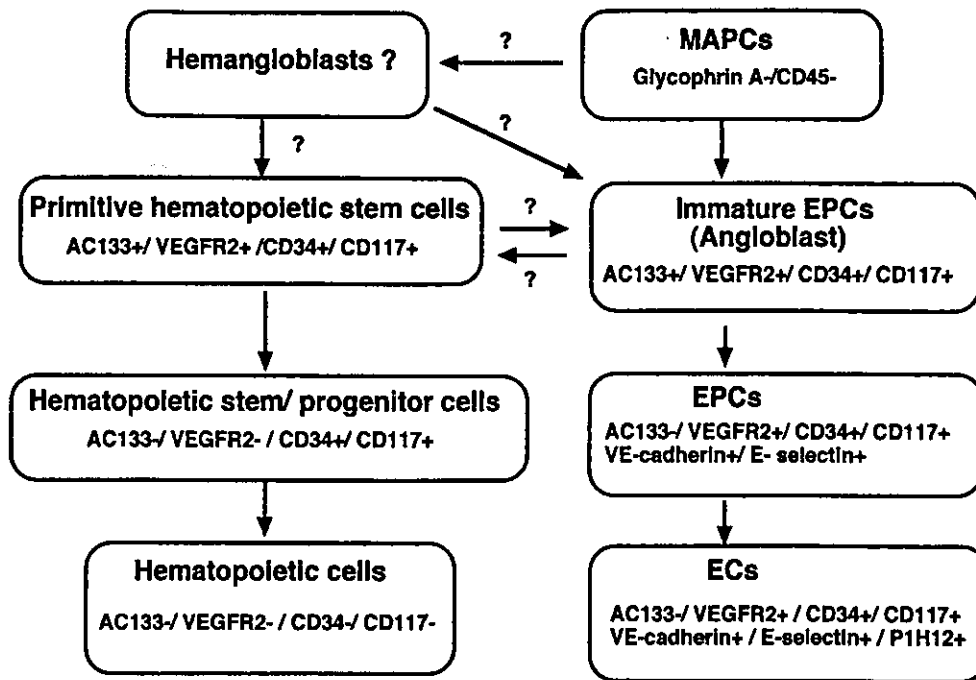 Hemangloblasts ?
?
MAPCs
Glycophrin A-/CD45-
?
?
Primitive hematopoietic stem cells
AC133+/ VEGFR2+ /CD34+/ CD117+
?
?
Immature EPCs
(Angloblast)
AC133+/ VEGFR2+/ CD34+/ CD117+
Hematopoietic stem/ progenitor cells
AC133-/ VEGFR2- / CD34+/ CD117+
EPCs
AC133-/ VEGFR2+/ CD34+/ CD117+
VE-cadherin+/ E- selectin+
Hematopoietic cells
AC133-/ VEGFR2- / CD34-/ CD117-
ECs
AC133-/ VEGFR2+ / CD34+/ CD117+
VE-cadherin+ / E-selectin+ / P1H12+